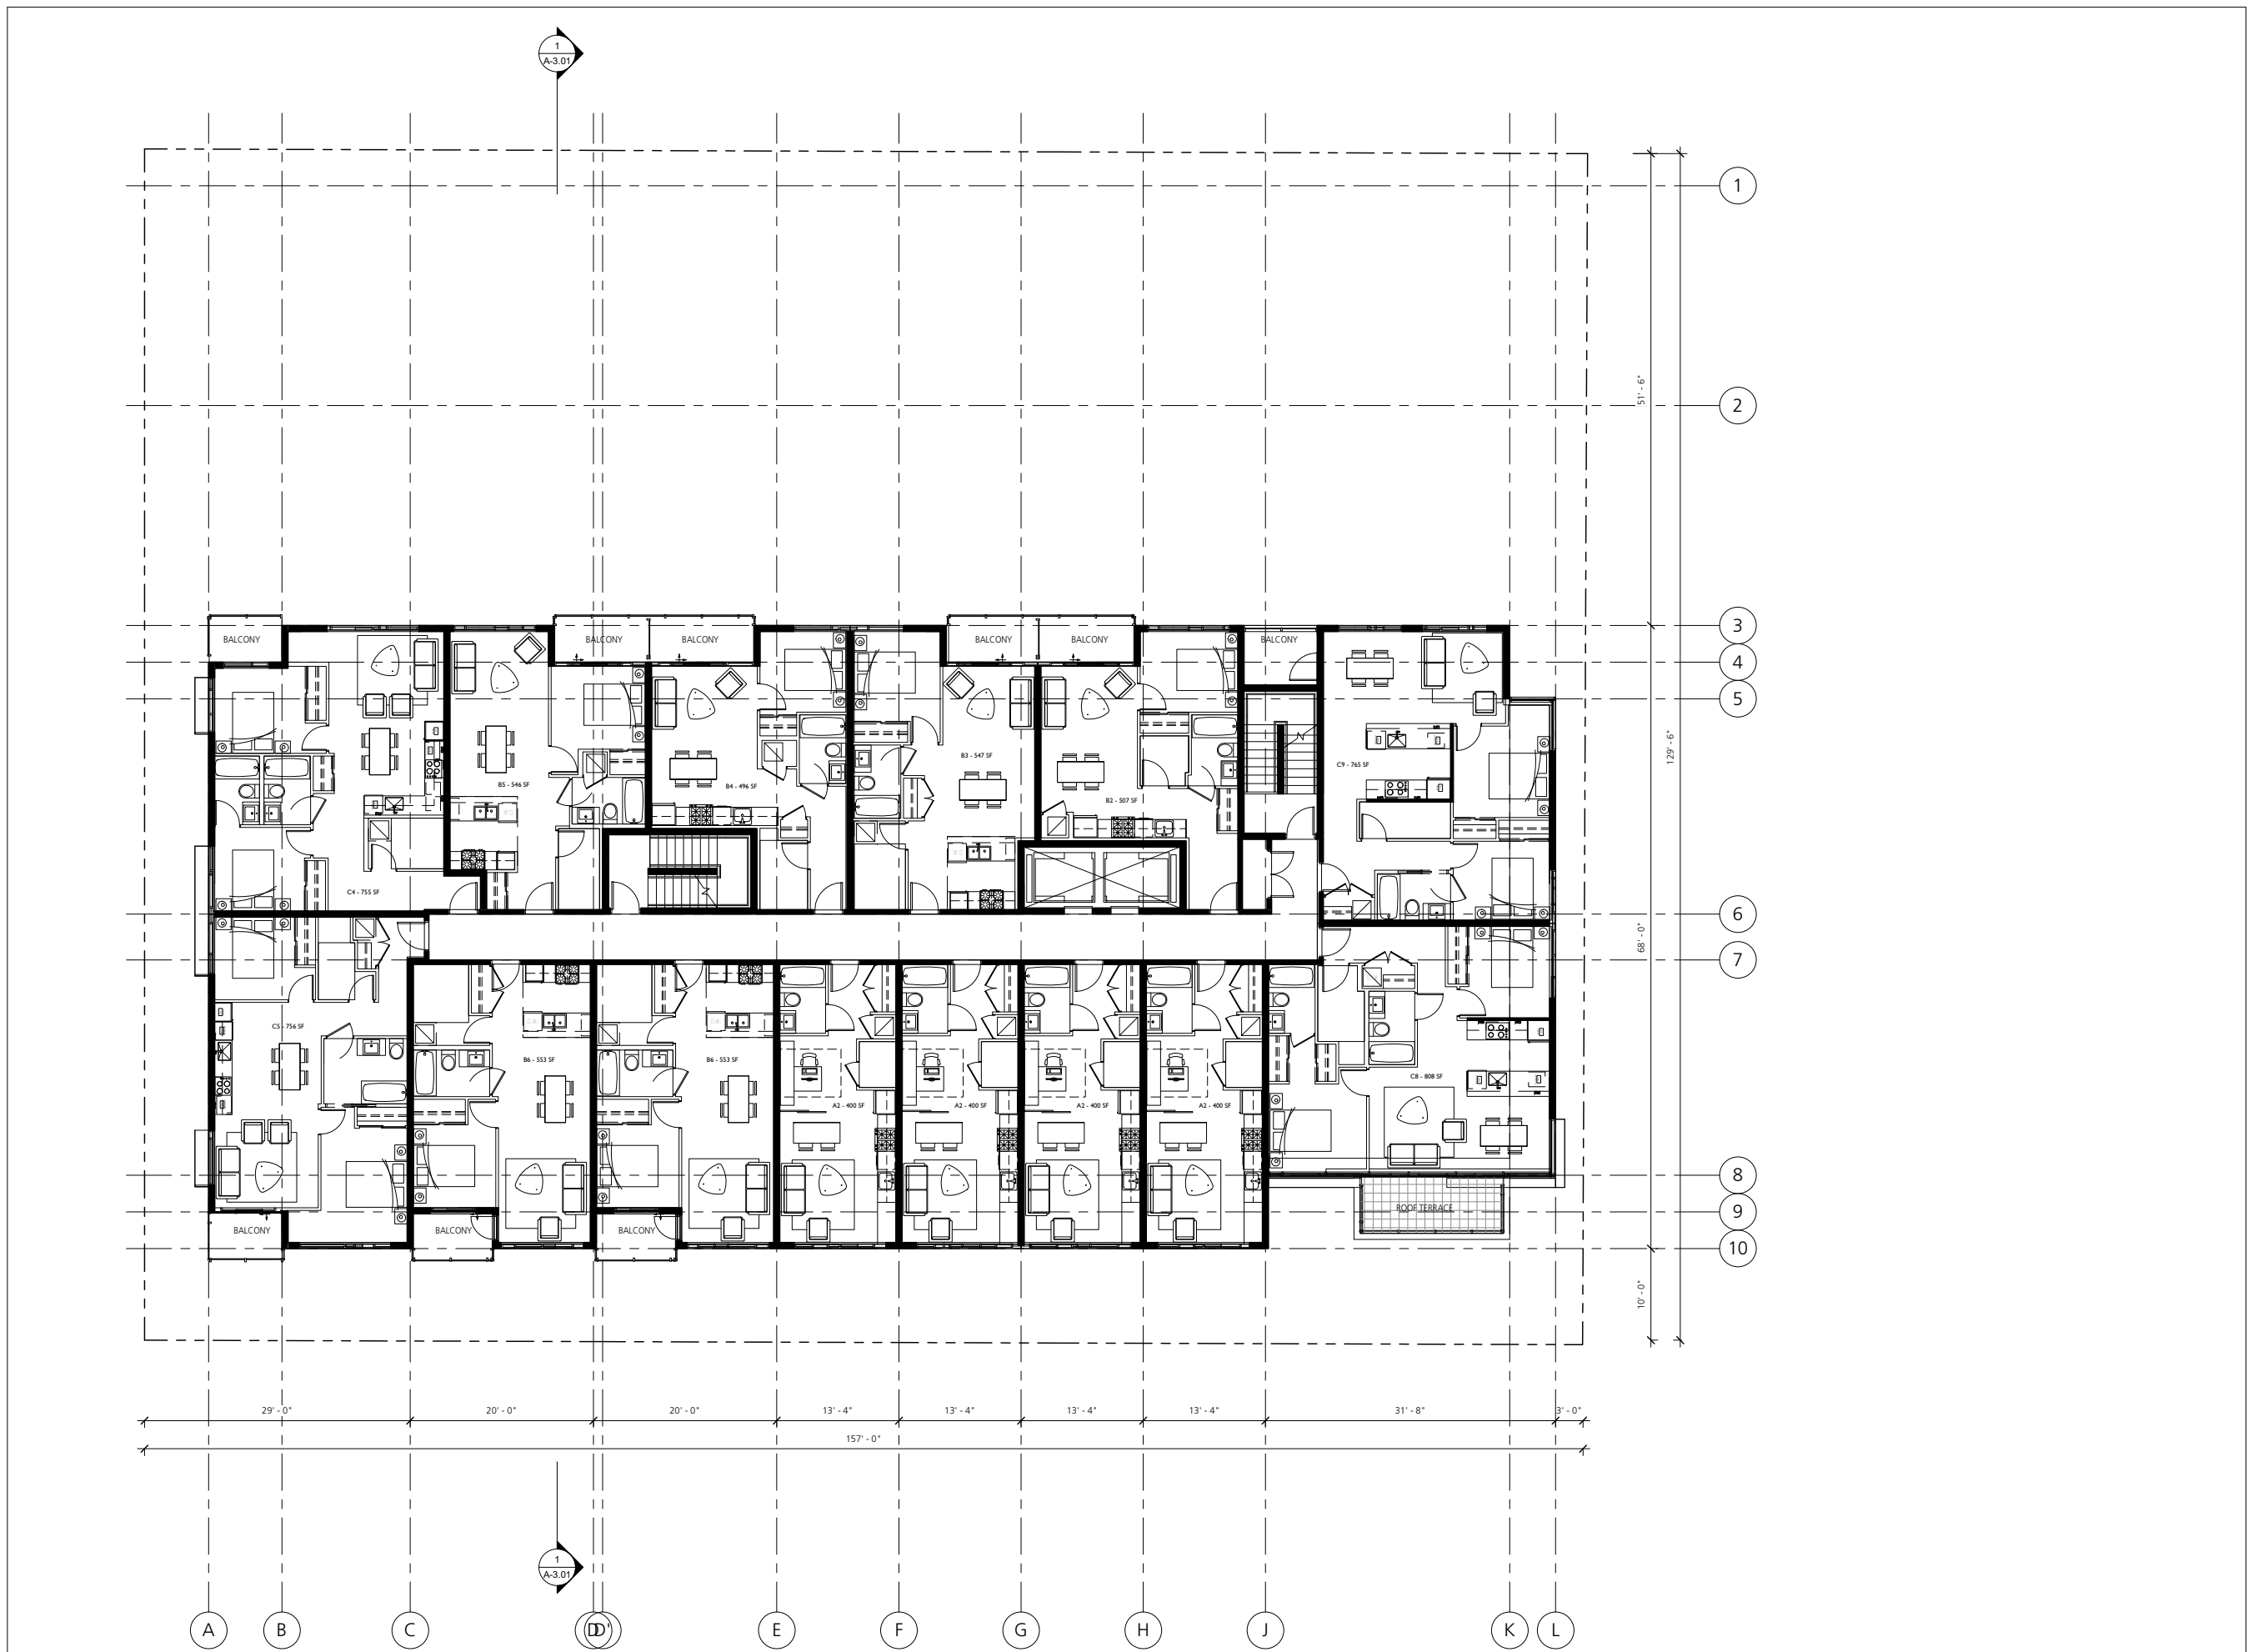 1
A-3.01
1
2
51' - 6"
129' - 6"
3
BALCONY
BALCONY
BALCONY
BALCONY
BALCONY
BALCONY
4
5
B3 - 547 SF
C9 - 765 SF
B5 - 546 SF
B4 - 496 SF
B2 - 507 SF
C4 - 755 SF
6
68' - 0"
7
C5 - 756 SF
B6 - 553 SF
B6 - 553 SF
C8 - 808 SF
A2 - 400 SF
A2 - 400 SF
A2 - 400 SF
A2 - 400 SF
8
ROOF TERRACE
9
BALCONY
BALCONY
BALCONY
10
10' - 0"
29' - 0"
20' - 0"
20' - 0"
13' - 4"
13' - 4"
13' - 4"
13' - 4"
31' - 8"
3' - 0"
157' - 0"
1
A-3.01
A
B
C
D
D'
E
F
G
H
J
K
L